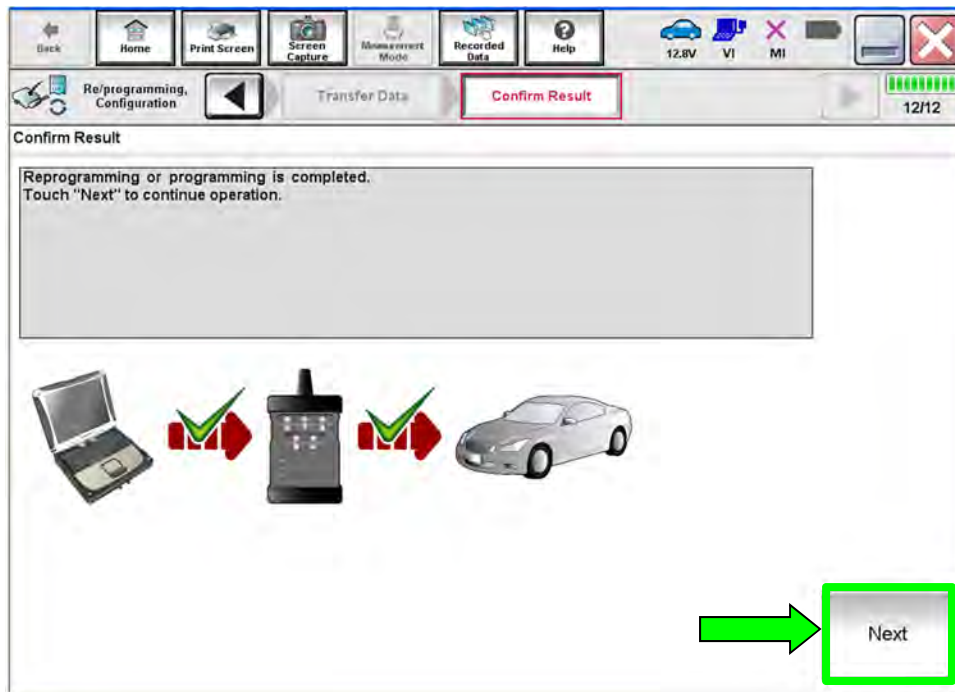 Back
Home
Print Screen
Screen
Capture
Measurement
Mode
Recorded
Data
?
Help
12.8V
VI
MI
X
Re/programming,
Configuration
Transfer Data
Confirm Result
12/12
Confirm Result
Reprogramming or programming is completed.
Touch "Next" to continue operation.
Next